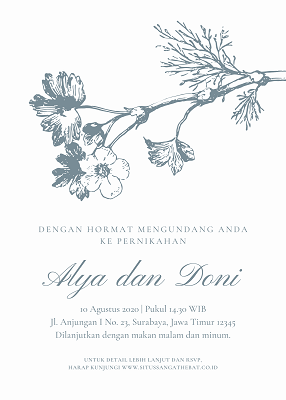 DENGAN HORMAT MENGUNDANG ANDA
KE PERNIKAHAN
Alya dan Doni
10 Agustus 2020 | Pukul 14.30 WIB
Jl. Anjungan I No. 23, Surabaya, Jawa Timur 12345
Dilanjutkan dengan makan malam dan minum.
UNTUK DETAIL LEBIH LANJUT DAN RSVP,
HARAP KUNJUNGI WWW.SITUSSANGATHEBAT.CO.ID